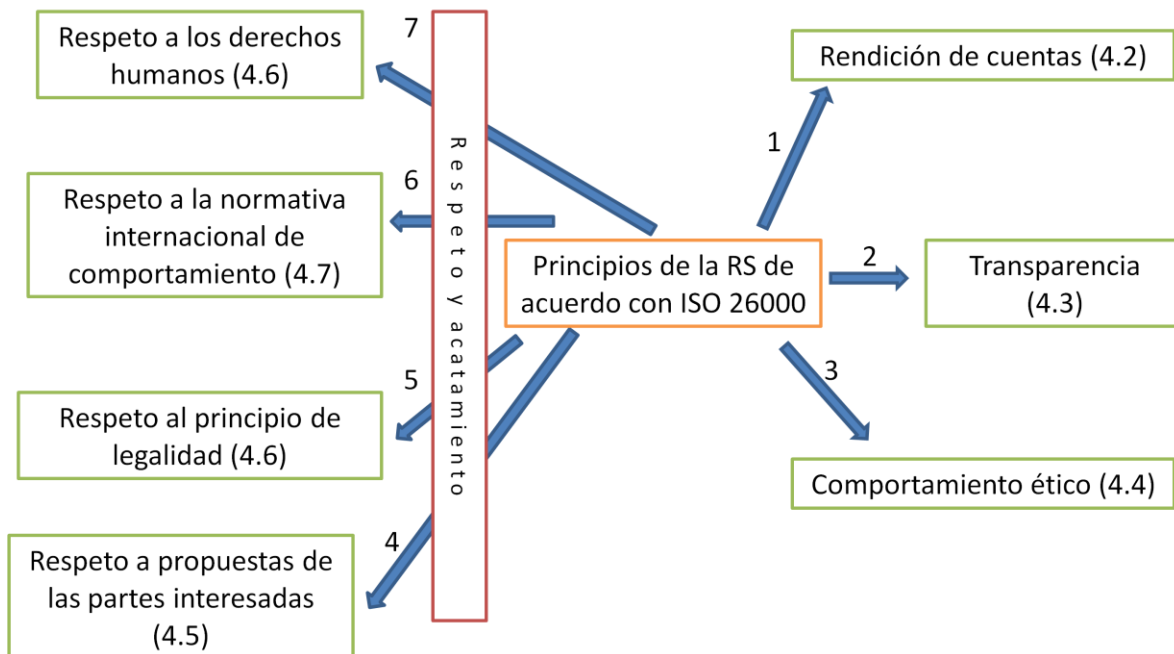 Respeto a los derechos
humanos (4.6)
7
Rendición de cuentas (4.2)
1
6
Respeto a la normativa
internacional de
comportamiento (4.7)
Respeto y acatamiento
Principios de la RS de
acuerdo con ISO 26000
2
Transparencia
(4.3)
3
5
Respeto al principio de
legalidad (4.6)
Comportamiento ético (4.4)
4
Respeto a propuestas de
las partes interesadas
(4.5)